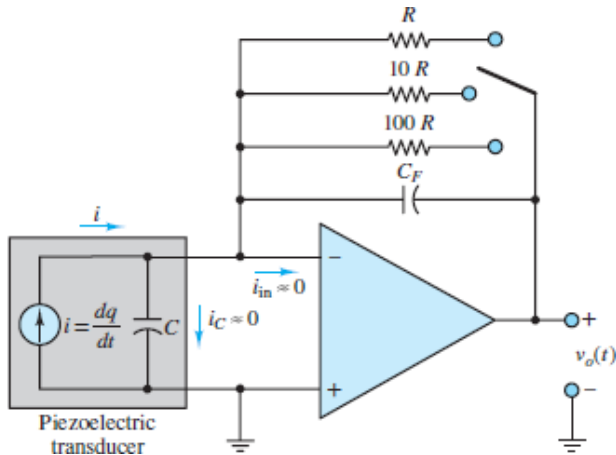 R
10 R
100 R
C_F
i
i_in ≈ 0
−
i = dq/dt
C
i_C ≈ 0
+
+
v_o(t)
−
Piezoelectric
transducer